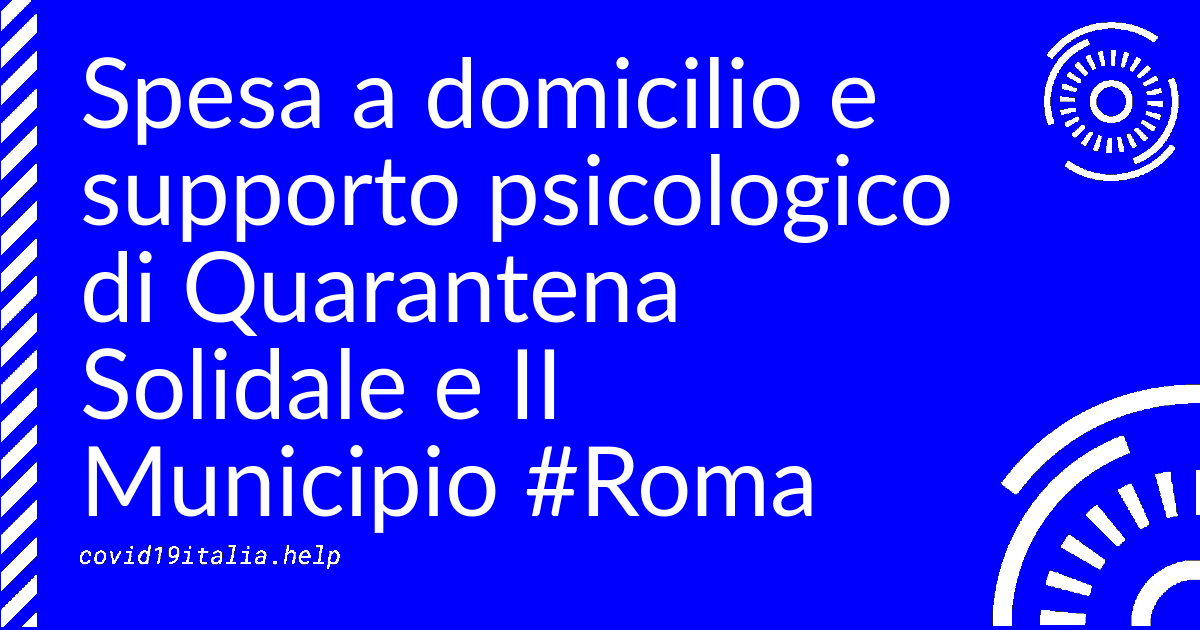 Spesa a domicilio e
supporto psicologico
di Quarantena
Solidale e II
Municipio #Roma
covid19italia.help